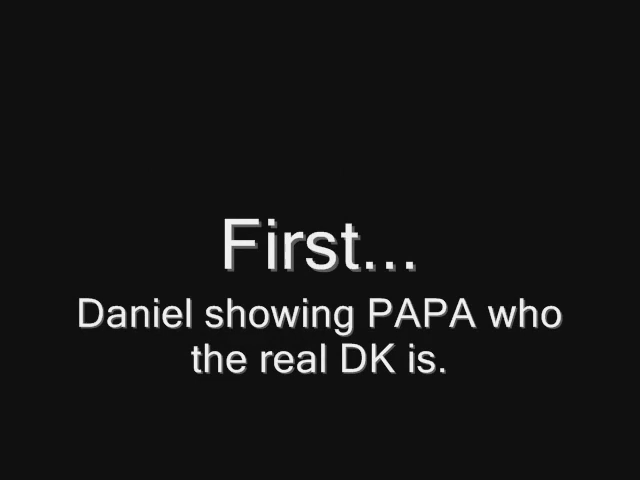 First...
Daniel showing PAPA who
the real DK is.